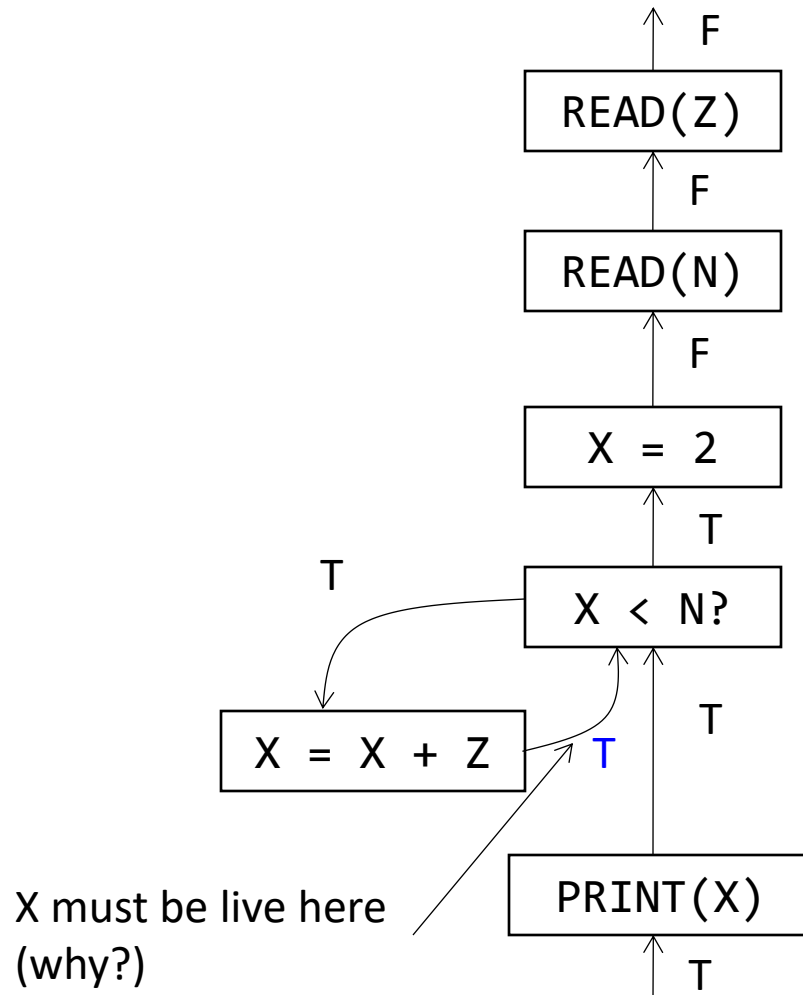 F
READ(Z)
F
READ(N)
F
X = 2
T
T
X < N?
T
X = X + Z
T
PRINT(X)
X must be live here
(why?)
T